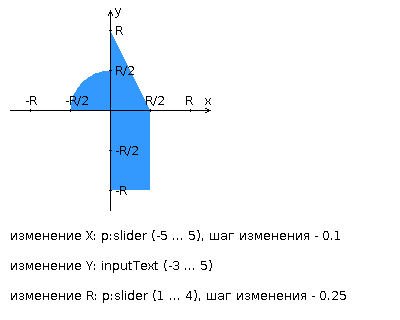 y
R
R/2
-R -R/2 R/2 R x
-R/2
-R
изменение X: p:slider (-5 ... 5), шаг изменения - 0.1
изменение Y: inputText (-3 ... 5)
изменение R: p:slider (1 ... 4), шаг изменения - 0.25